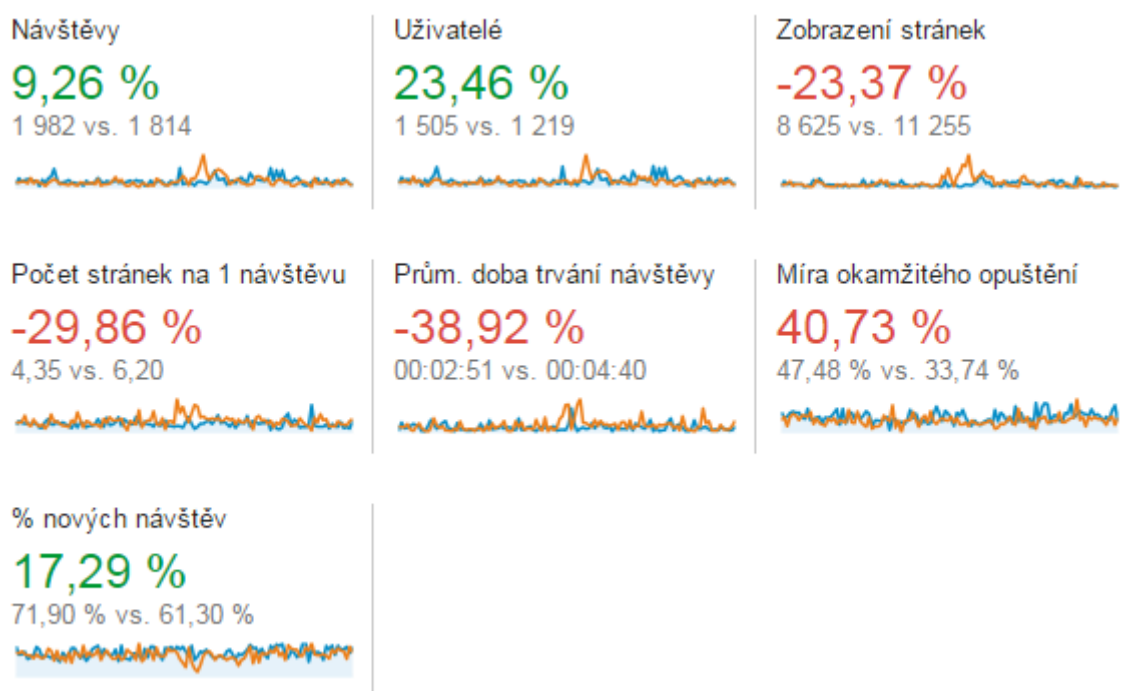 Návštěvy
9,26 %
1 982 vs. 1 814
Uživatelé
23,46 %
1 505 vs. 1 219
Zobrazení stránek
-23,37 %
8 625 vs. 11 255
Počet stránek na 1 návštěvu
-29,86 %
4,35 vs. 6,20
Prům. doba trvání návštěvy
-38,92 %
00:02:51 vs. 00:04:40
Míra okamžitého opuštění
40,73 %
47,48 % vs. 33,74 %
% nových návštěv
17,29 %
71,90 % vs. 61,30 %